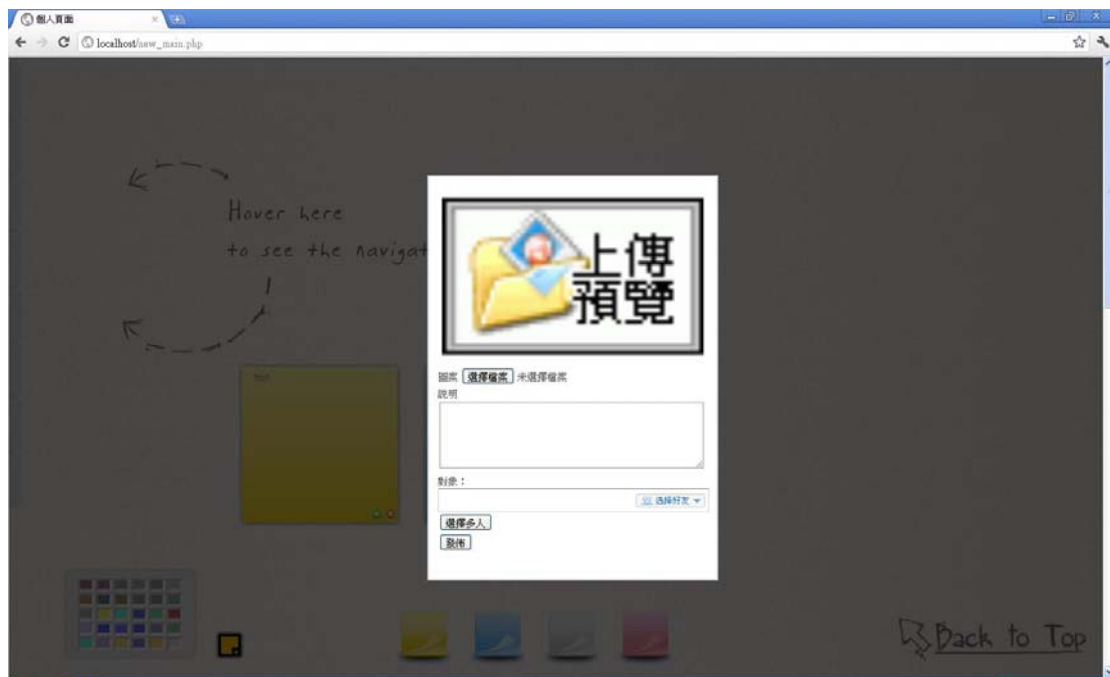 個人頁面
localhost/new_main.php
Hover here
to see the navigat
上傳
預覽
圖案 選擇檔案 未選擇檔案
說明
對象：
选择好友
選擇多人
發佈
Back to Top